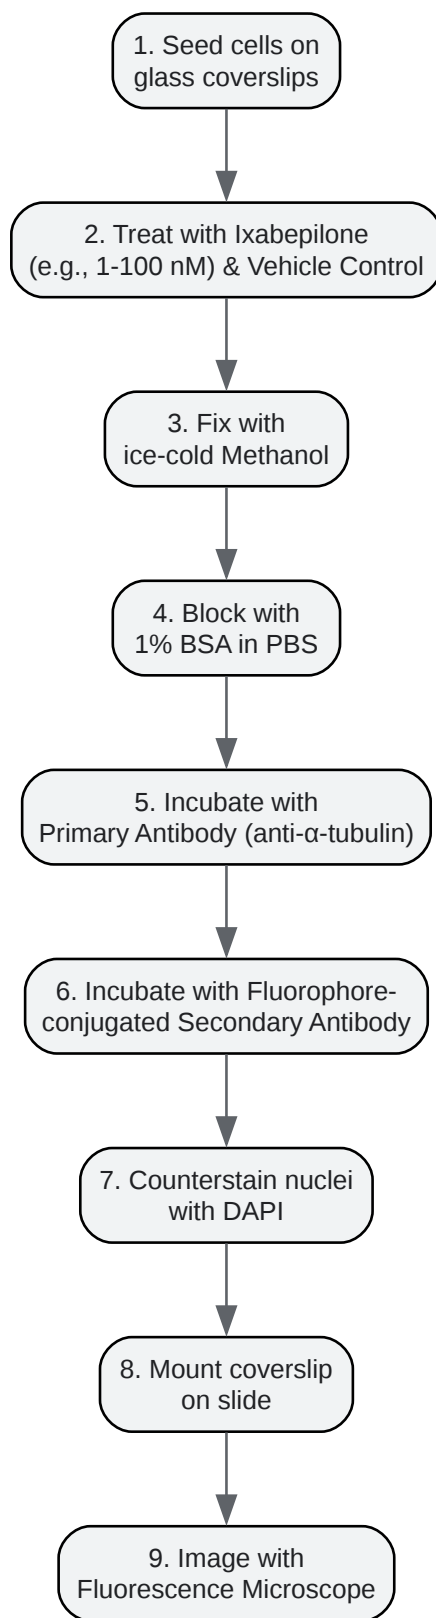 1. Seed cells on
glass coverslips
2. Treat with Ixabepilone
(e.g., 1-100 nM) & Vehicle Control
3. Fix with
ice-cold Methanol
4. Block with
1% BSA in PBS
5. Incubate with
Primary Antibody (anti-α-tubulin)
6. Incubate with Fluorophore-
conjugated Secondary Antibody
7. Counterstain nuclei
with DAPI
8. Mount coverslip
on slide
9. Image with
Fluorescence Microscope